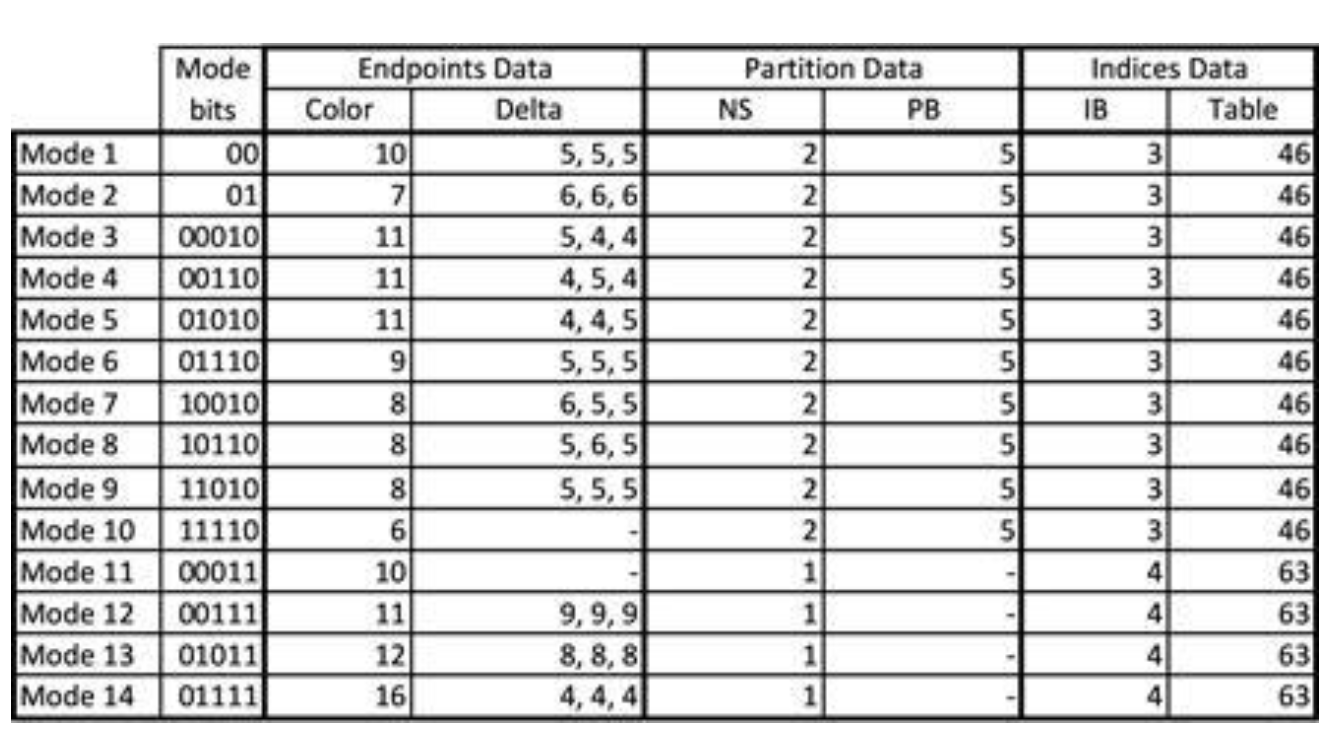 Mode Endpoints Data Partition Data Indices Data
bits Color Delta NS PB IB Table
Mode 1 00 10 5, 5, 5 2 5 3 46
Mode 2 01 7 6, 6, 6 2 5 3 46
Mode 3 00010 11 5, 4, 4 2 5 3 46
Mode 4 00110 11 4, 5, 4 2 5 3 46
Mode 5 01010 11 4, 4, 5 2 5 3 46
Mode 6 01110 9 5, 5, 5 2 5 3 46
Mode 7 10010 8 6, 5, 5 2 5 3 46
Mode 8 10110 8 5, 6, 5 2 5 3 46
Mode 9 11010 8 5, 5, 5 2 5 3 46
Mode 10 11110 6 - 2 5 3 46
Mode 11 00011 10 - 1 - 4 63
Mode 12 00111 11 9, 9, 9 1 - 4 63
Mode 13 01011 12 8, 8, 8 1 - 4 63
Mode 14 01111 16 4, 4, 4 1 - 4 63